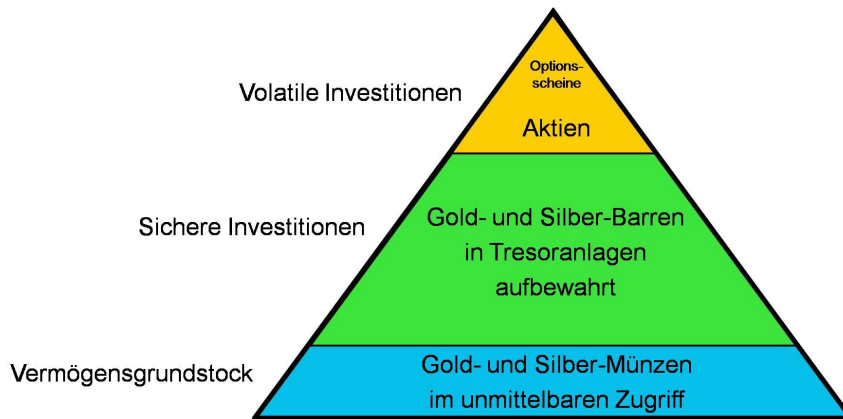 Options-
scheine
Volatile Investitionen
Aktien
Gold- und Silber-Barren
Sichere Investitionen
in Tresoranlagen
aufbewahrt
Gold- und Silber-Münzen
Vermögensgrundstock
im unmittelbaren Zugriff